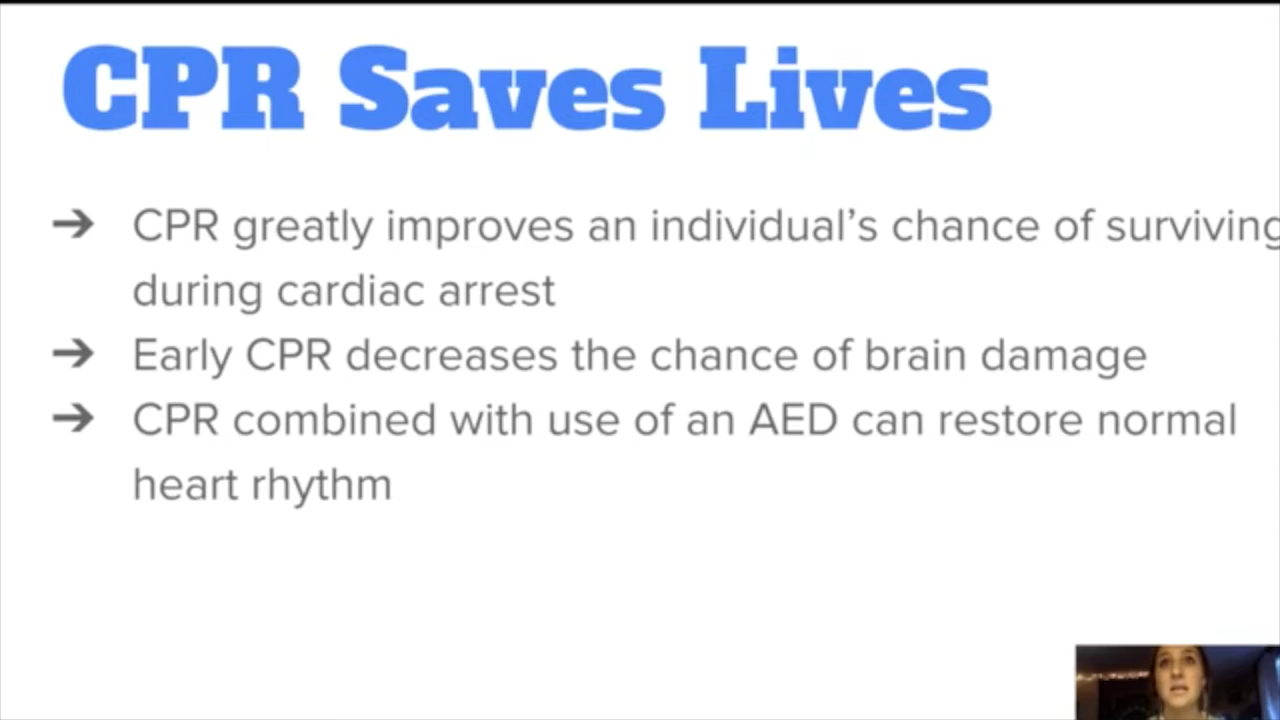 CPR Saves Lives
➔ CPR greatly improves an individual’s chance of surviving
during cardiac arrest
➔ Early CPR decreases the chance of brain damage
➔ CPR combined with use of an AED can restore normal
heart rhythm